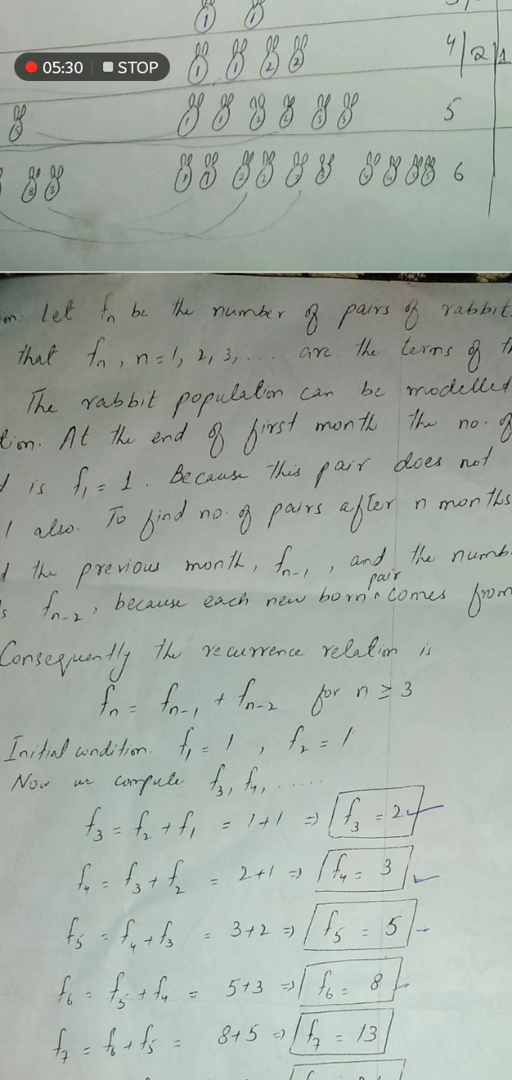 05:30 STOP
4 2 1
5
6
on: let fn be the number of pairs of rabbit
that fn, n=1, 2, 3, .... are the terms of th
The rabbit population can be modelled
tion. At the end of first month the no. of
d is f1 = 1. Because this pair does not
1 also. To find no. of pairs after n months
d the previous month, fn-1, and the numb
s fn-2, because each new born pair comes from
Consequently the recurrence relation is
fn = fn-1 + fn-2 for n ≥ 3
Initial condition. f1 = 1, f2 = 1
Now we compute f3, f4, .....
f3 = f2 + f1 = 1+1 => f3 = 2
f4 = f3 + f2 = 2+1 => f4 = 3
f5 = f4 + f3 = 3+2 => f5 = 5
f6 = f5 + f4 = 5+3 => f6 = 8
f7 = f6 + f5 = 8+5 => f7 = 13